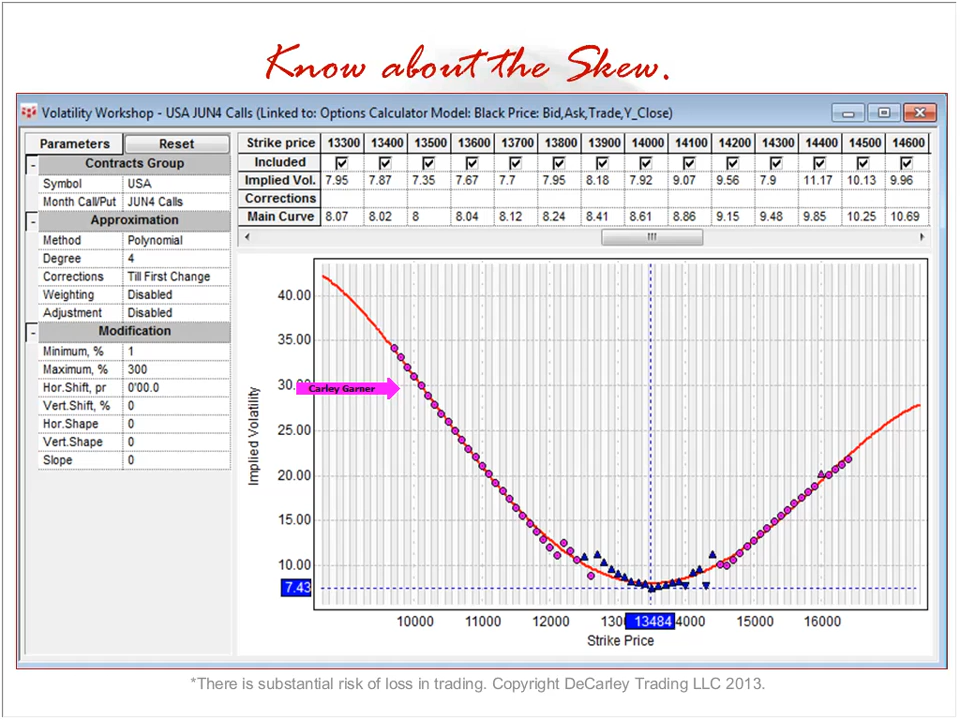 Know about the Skew.
Volatility Workshop - USA JUN4 Calls (Linked to: Options Calculator Model: Black Price: Bid,Ask,Trade,Y_Close)
Parameters Reset
- Contracts Group
Symbol USA
Month Call/Put JUN4 Calls
- Approximation
Method Polynomial
Degree 4
Corrections Till First Change
Weighting Disabled
Adjustment Disabled
- Modification
Minimum, % 1
Maximum, % 300
Hor.Shift, pr 0'00.0
Vert.Shift, % 0
Hor.Shape 0
Vert.Shape 0
Slope 0
Strike price 13300 13400 13500 13600 13700 13800 13900 14000 14100 14200 14300 14400 14500 14600
Included
Implied Vol. 7.95 7.87 7.35 7.67 7.7 7.95 8.18 7.92 9.07 9.56 7.9 11.17 10.13 9.96
Corrections
Main Curve 8.07 8.02 8 8.04 8.12 8.24 8.41 8.61 8.86 9.15 9.48 9.85 10.25 10.69
40.00
35.00
30.00
Carley Garner
25.00
20.00
15.00
10.00
7.43
Implied Volatility
10000 11000 12000 1300 13484 4000 15000 16000
Strike Price
*There is substantial risk of loss in trading. Copyright DeCarley Trading LLC 2013.